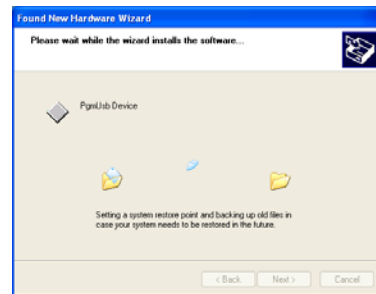 Found New Hardware Wizard
Please wait while the wizard installs the software...
PgmUsb Device
Setting a system restore point and backing up old files in
case your system needs to be restored in the future.
< Back
Next >
Cancel